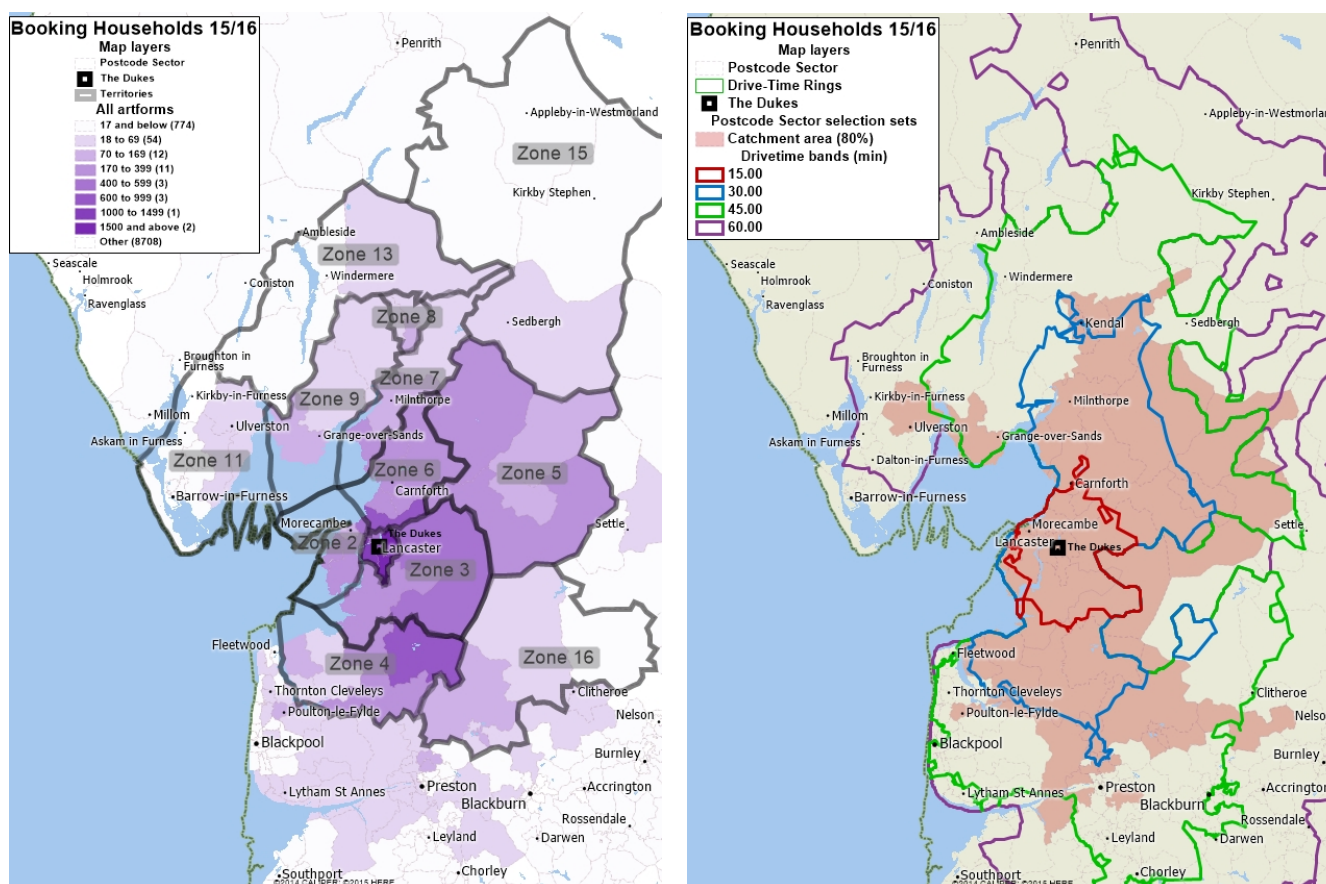 Booking Households 15/16
Map layers
Postcode Sector
The Dukes
Territories
All artforms
17 and below (774)
18 to 69 (54)
70 to 169 (12)
170 to 399 (11)
400 to 599 (3)
600 to 999 (3)
1000 to 1499 (1)
1500 and above (2)
Other (8708)
Penrith
Appleby-in-Westmorland
Zone 15
Kirkby Stephen
Ambleside
Zone 13
Seascale
Holmrook
Windermere
Coniston
Ravenglass
Zone 8
Sedbergh
Broughton in
Furness
Zone 7
Kirkby-in-Furness
Zone 9
Milnthorpe
Millom
Ulverston
Grange-over-Sands
Askam in Furness
Zone 11
Zone 6
Zone 5
Carnforth
Barrow-in-Furness
Morecambe
Settle
The Dukes
Zone 2
Lancaster
Zone 3
Fleetwood
Zone 4
Zone 16
Thornton Cleveleys
Clitheroe
Poulton-le-Fylde
Nelson
Blackpool
Burnley
Preston
Accrington
Lytham St Annes
Blackburn
Rossendale
Leyland
Darwen
Chorley
Southport
©2014 CALIPER; ©2015 HERE
Booking Households 15/16
Map layers
Postcode Sector
Drive-Time Rings
The Dukes
Postcode Sector selection sets
Catchment area (80%)
Drivetime bands (min)
15.00
30.00
45.00
60.00
Penrith
Appleby-in-Westmorlan
Kirkby Stephen
Ambleside
Seascale
Holmrook
Windermere
Coniston
Ravenglass
Kendal
Sedbergh
Broughton in
Furness
Kirkby-in-Furness
Milnthorpe
Millom
Ulverston
Grange-over-Sands
Askam in Furness
Dalton-in-Furness
Carnforth
Barrow-in-Furness
Morecambe
Settle
Lancaster
The Dukes
Fleetwood
Thornton Cleveleys
Clitheroe
Poulton-le-Fylde
Nelso
Blackpool
Burnley
Preston
Accrington
Lytham St Annes
Blackburn
Rossendale
Leyland
Darwen
Chorley
Southport
©2014 CALIPER; ©2015 HERE